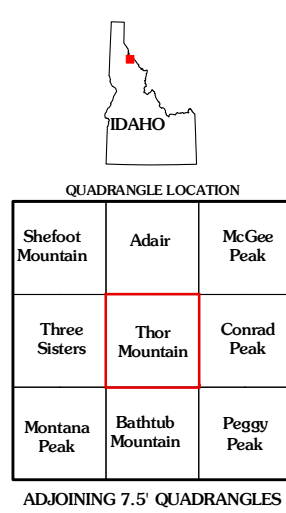 IDAHO
QUADRANGLE LOCATION
Shefoot
Mountain
Adair
McGee
Peak
Three
Sisters
Thor
Mountain
Conrad
Peak
Montana
Peak
Bathtub
Mountain
Peggy
Peak
ADJOINING 7.5' QUADRANGLES